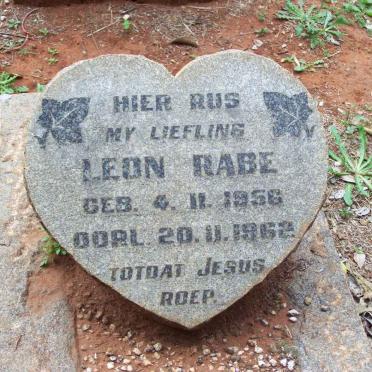 HIER RUS
MY LIEFLING
LEON RABE
GEB. 4. 11. 1956
OORL. 20. 11. 1962
TOTDAT JESUS
ROEP.